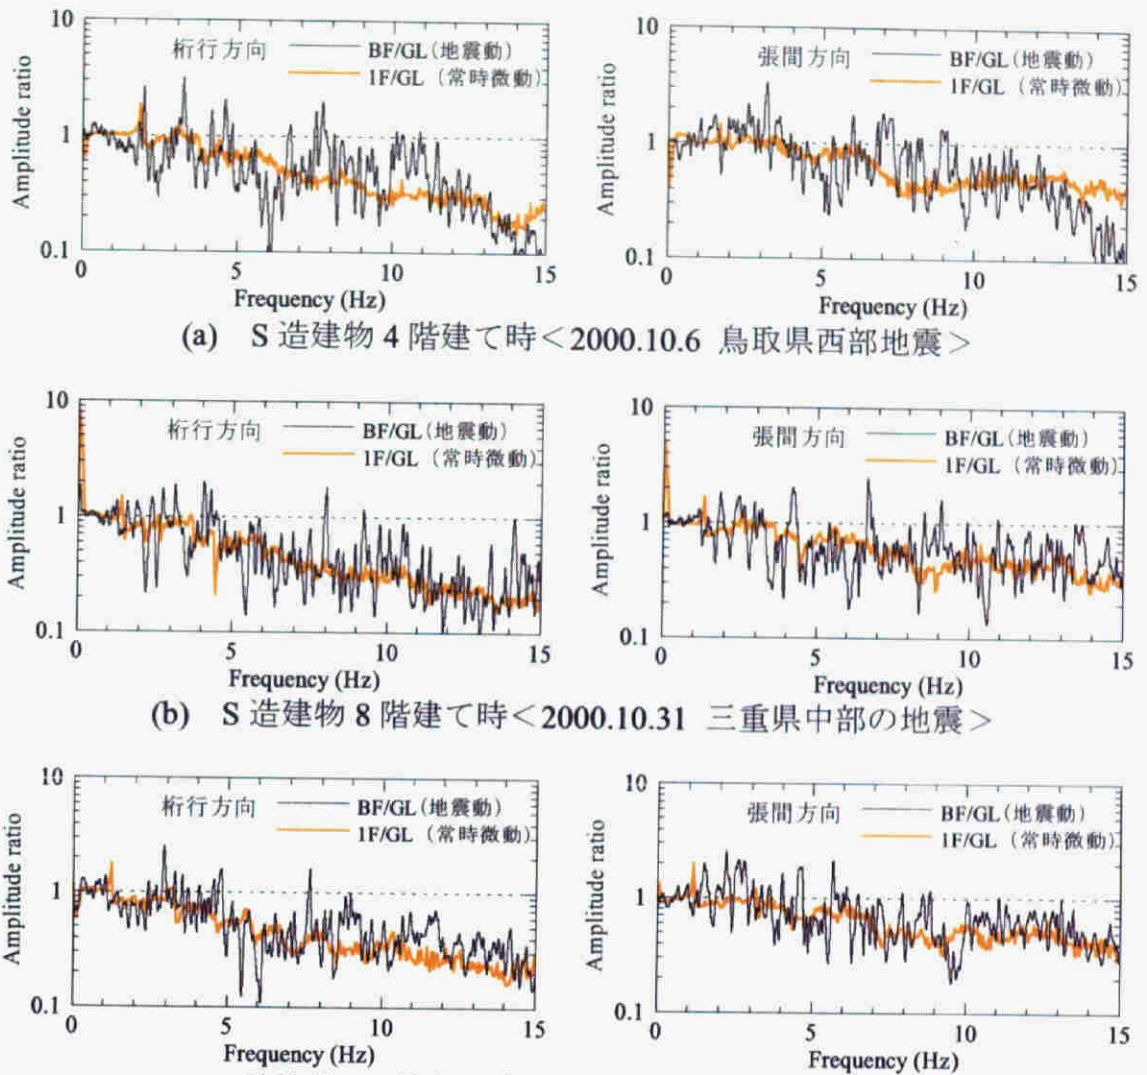 10
1
0.1
Amplitude ratio
桁行方向
BF/GL(地震動)
1F/GL (常時微動)
0 5 10 15
Frequency (Hz)
10
1
0.1
Amplitude ratio
張間方向
BF/GL(地震動)
1F/GL (常時微動)
0 5 10 15
Frequency (Hz)
(a) S 造建物 4 階建て時<2000.10.6 鳥取県西部地震>
10
1
0.1
Amplitude ratio
桁行方向
BF/GL(地震動)
1F/GL (常時微動)
0 5 10 15
Frequency (Hz)
10
1
0.1
Amplitude ratio
張間方向
BF/GL(地震動)
1F/GL (常時微動)
0 5 10 15
Frequency (Hz)
(b) S 造建物 8 階建て時<2000.10.31 三重県中部の地震>
10
1
0.1
Amplitude ratio
桁行方向
BF/GL(地震動)
1F/GL (常時微動)
0 5 10 15
Frequency (Hz)
10
1
0.1
Amplitude ratio
張間方向
BF/GL(地震動)
1F/GL (常時微動)
0 5 10 15
Frequency (Hz)